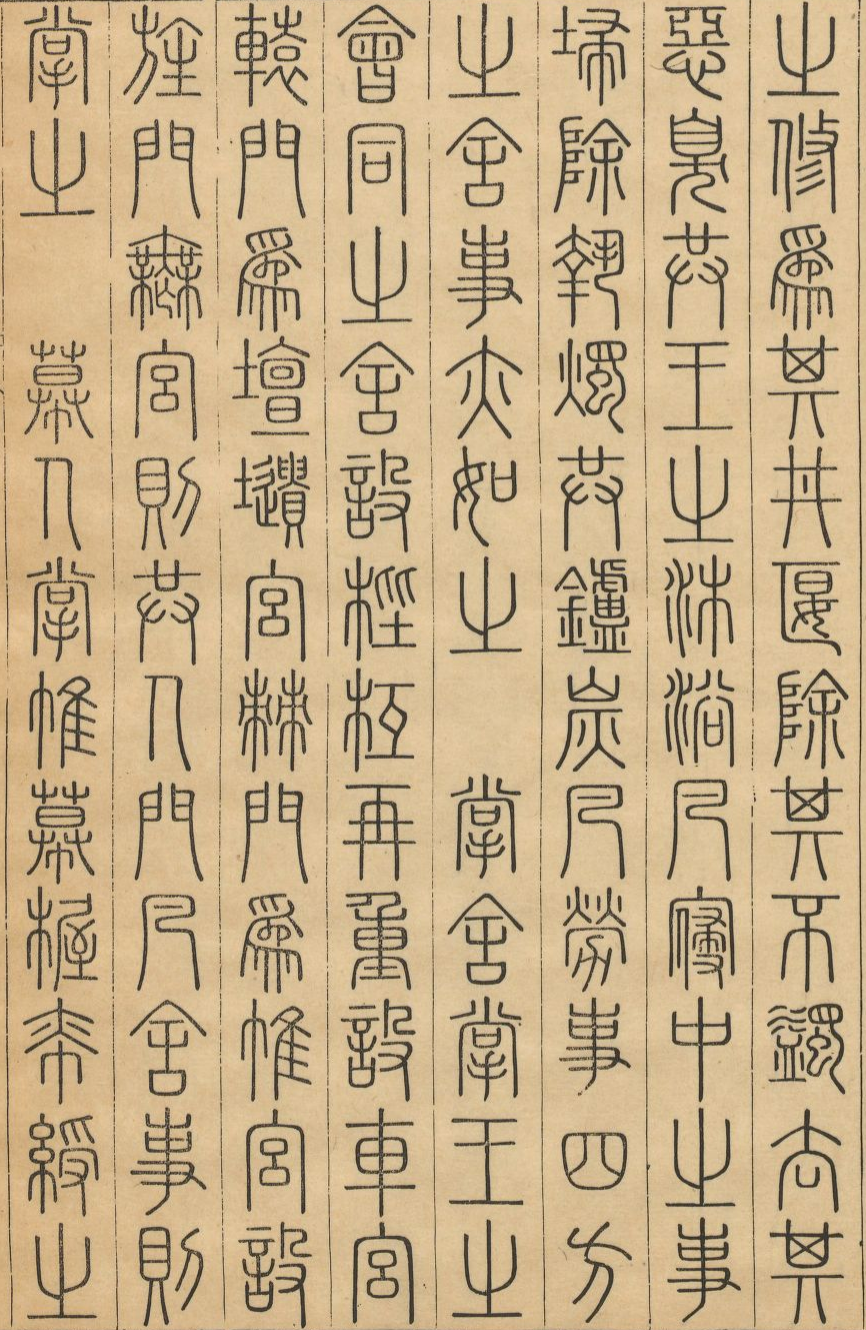 之修爲其井匽除其不蠲去其
惡臭共王之沐浴凡寢中之事
埽除執燭共鑪炭凡勞事四方
之舍事亦如之　掌舍掌王之
會同之舍設梐枑再重設車宮
轅門爲壇壝宮棘門爲帷宮設
旌門無宮則共人門凡舍事則
掌之　幕人掌帷幕楃帟綬之